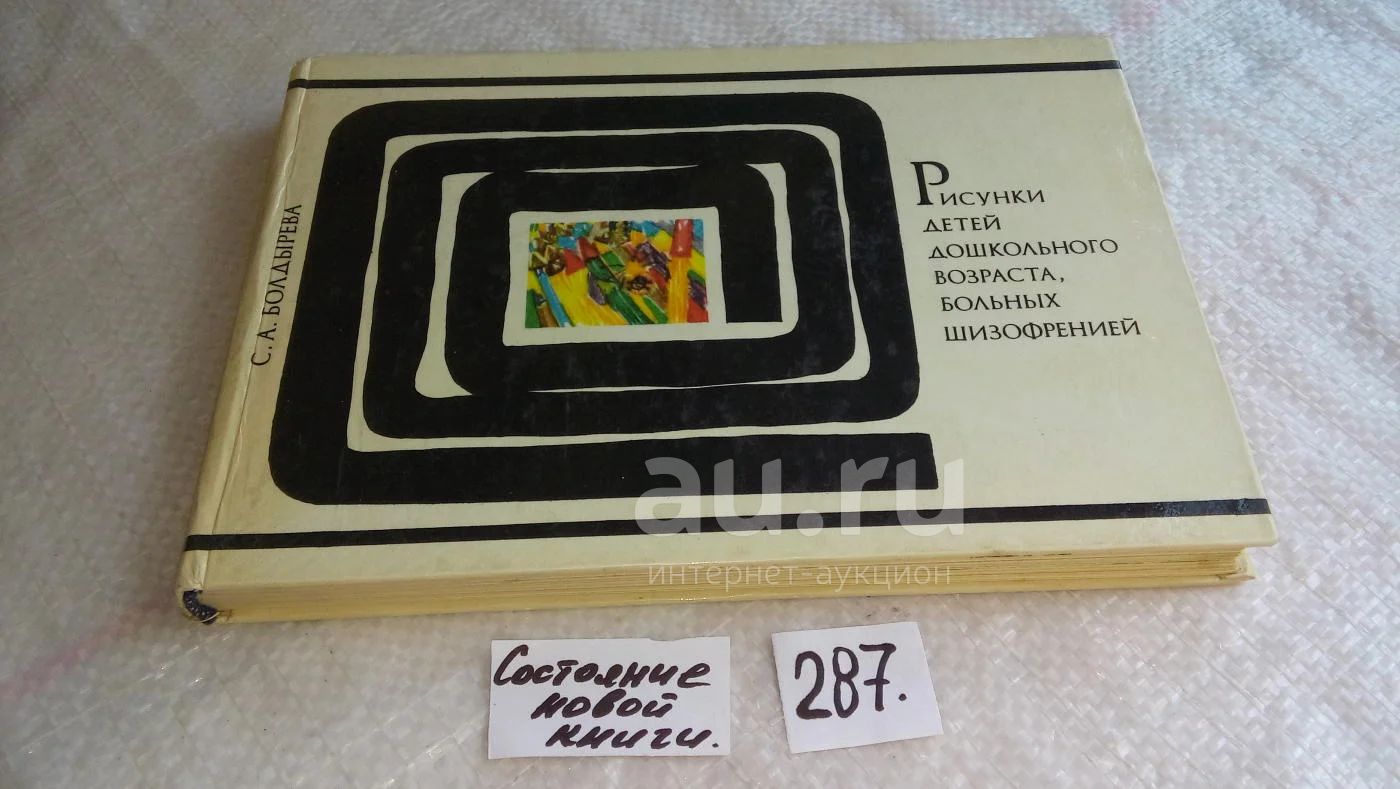 С. А. БОЛДЫРЕВА
Рисунки
детей
дошкольного
возраста,
больных
шизофренией
au.ru
интернет-аукцион
Состояние
новой
книги.
287.